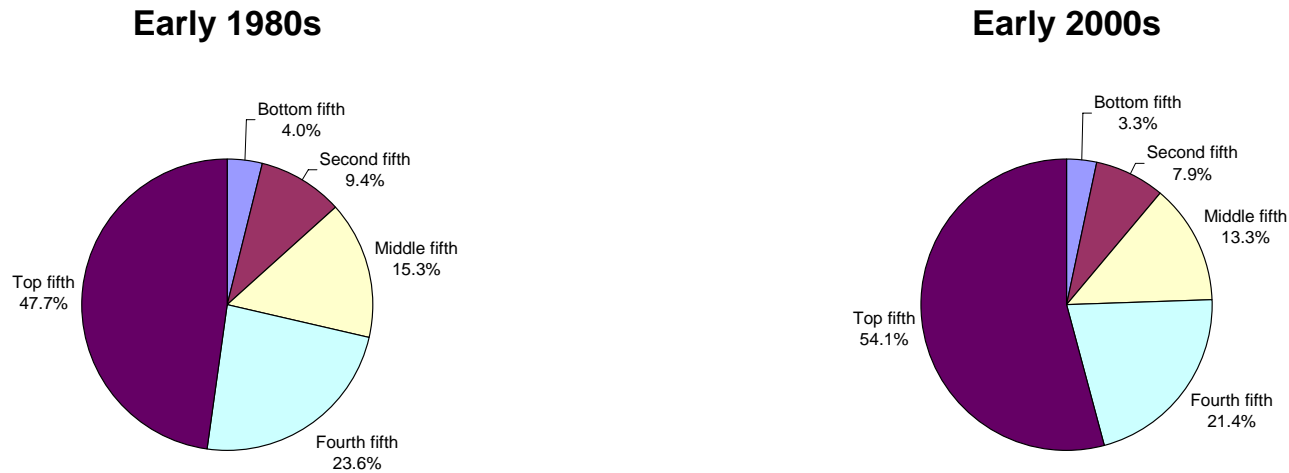 Early 1980s
Bottom fifth
4.0%
Second fifth
9.4%
Middle fifth
15.3%
Fourth fifth
23.6%
Top fifth
47.7%
Early 2000s
Bottom fifth
3.3%
Second fifth
7.9%
Middle fifth
13.3%
Fourth fifth
21.4%
Top fifth
54.1%